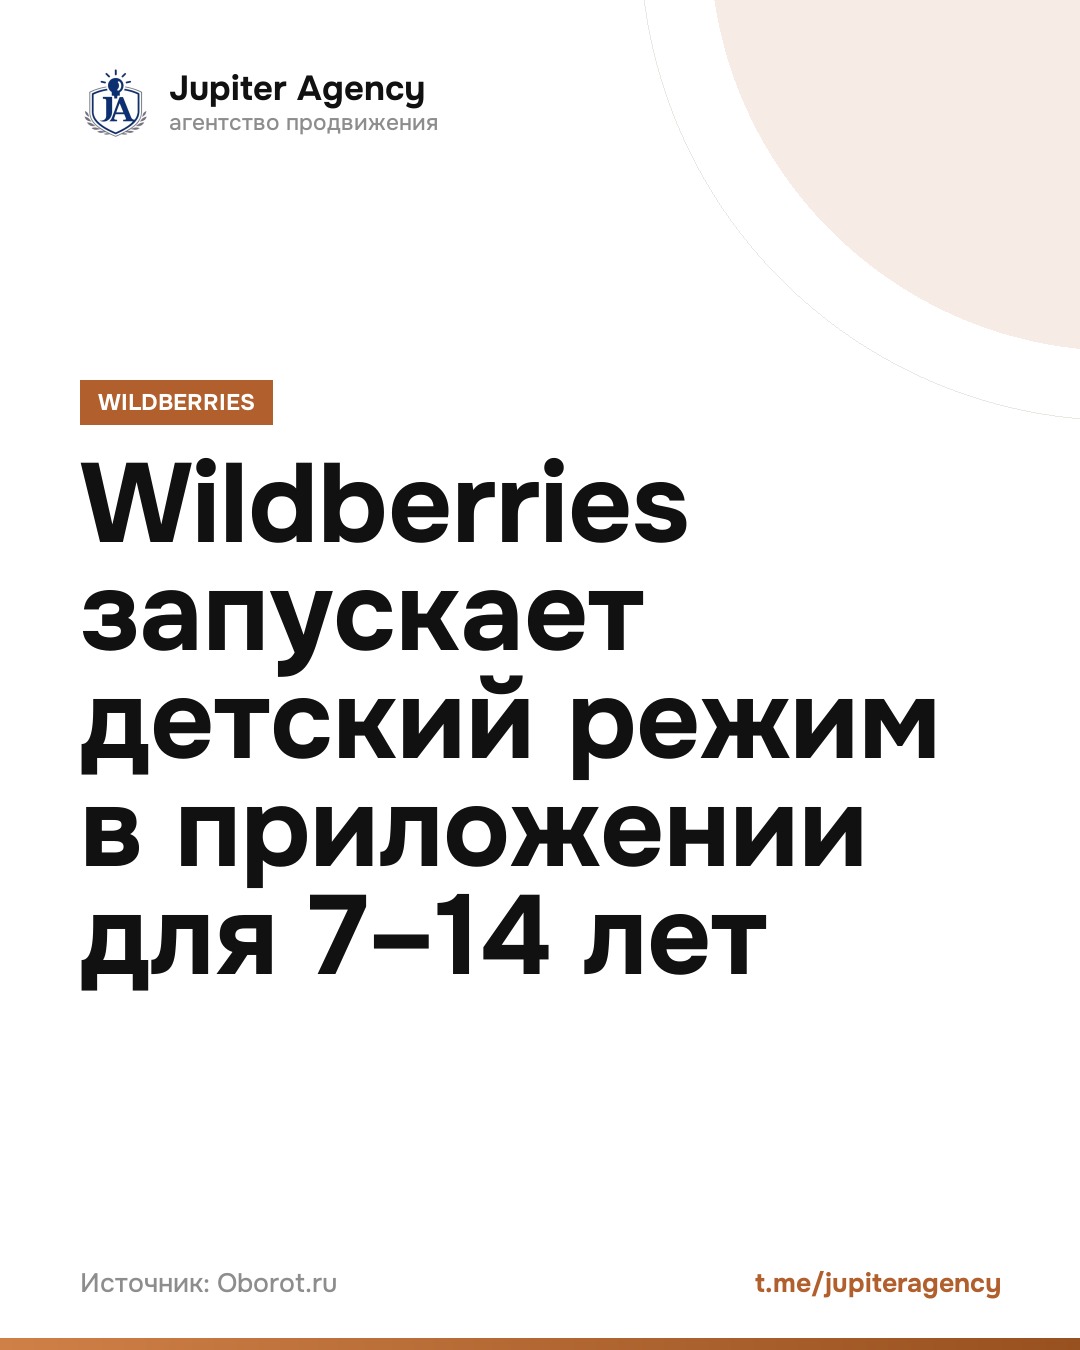 JA
Jupiter Agency
агентство продвижения
WILDBERRIES
Wildberries
запускает
детский режим
в приложении
для 7–14 лет
Источник: Oborot.ru
t.me/jupiteragency